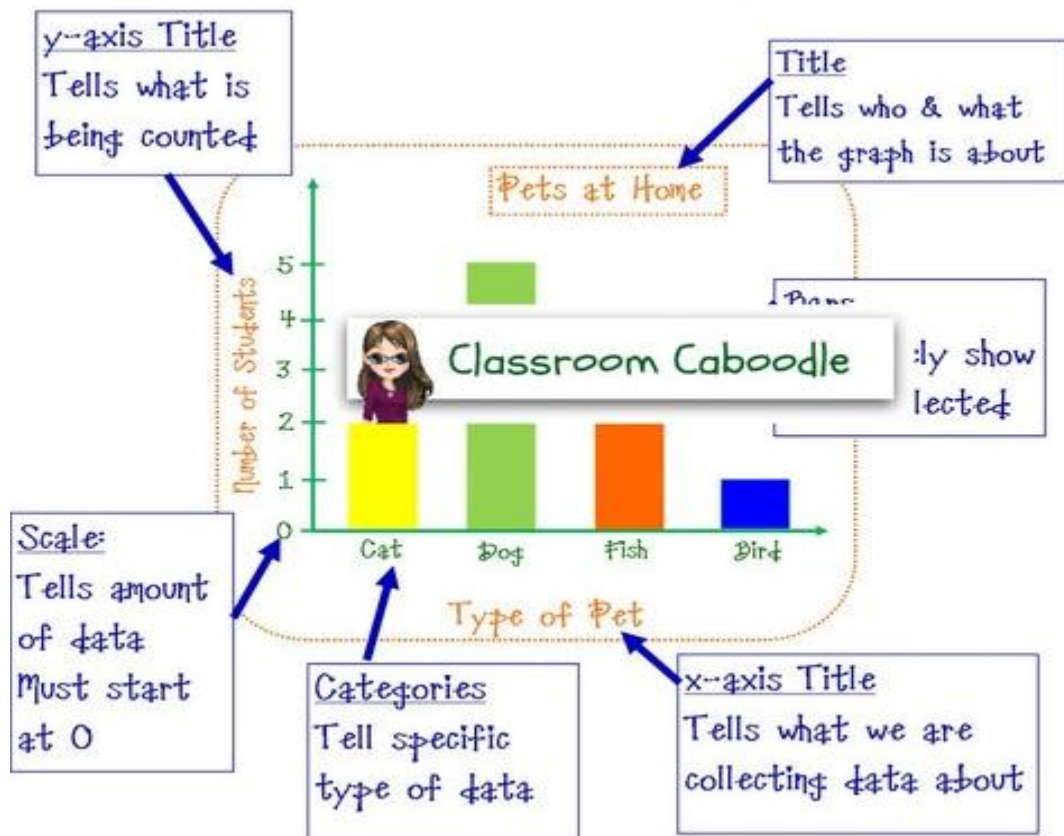 y-axis Title
Tells what is
being counted
Title
Tells who & what
the graph is about
Pets at Home
Number of Students
5
4
3
2
1
0
Classroom Caboodle
show
Cat
Dog
Fish
Bird
Type of Pet
Scale:
Tells amount
of data
Must start
at 0
Categories
Tell specific
type of data
x-axis Title
Tells what we are
collecting data about